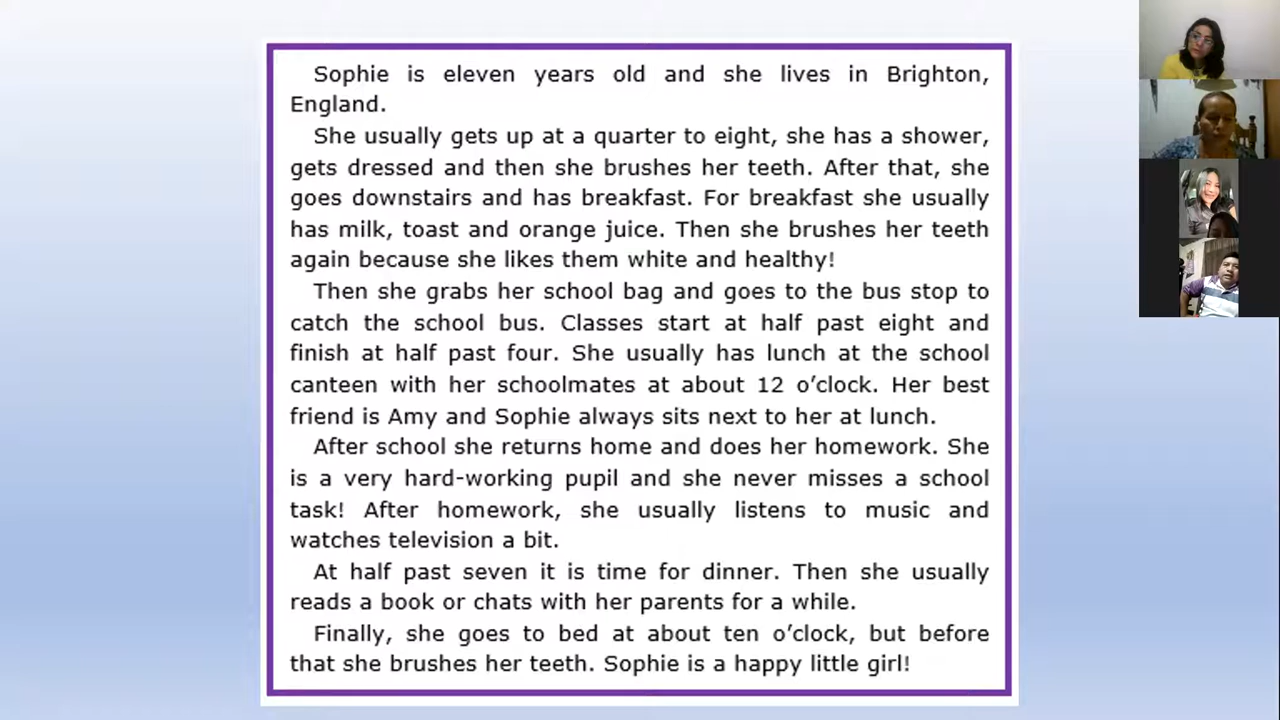 Sophie is eleven years old and she lives in Brighton,
England.
She usually gets up at a quarter to eight, she has a shower,
gets dressed and then she brushes her teeth. After that, she
goes downstairs and has breakfast. For breakfast she usually
has milk, toast and orange juice. Then she brushes her teeth
again because she likes them white and healthy!
Then she grabs her school bag and goes to the bus stop to
catch the school bus. Classes start at half past eight and
finish at half past four. She usually has lunch at the school
canteen with her schoolmates at about 12 o’clock. Her best
friend is Amy and Sophie always sits next to her at lunch.
After school she returns home and does her homework. She
is a very hard-working pupil and she never misses a school
task! After homework, she usually listens to music and
watches television a bit.
At half past seven it is time for dinner. Then she usually
reads a book or chats with her parents for a while.
Finally, she goes to bed at about ten o’clock, but before
that she brushes her teeth. Sophie is a happy little girl!